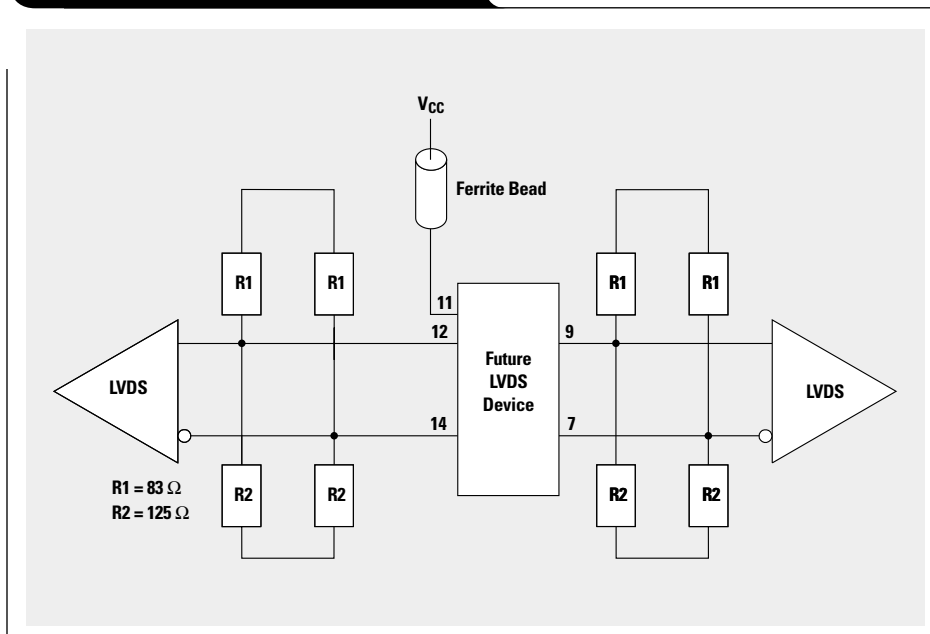 VCC
Ferrite Bead
R1
R1
R1
R1
11
12
9
LVDS
Future
LVDS
Device
LVDS
14
7
R1 = 83 Ω
R2 = 125 Ω
R2
R2
R2
R2